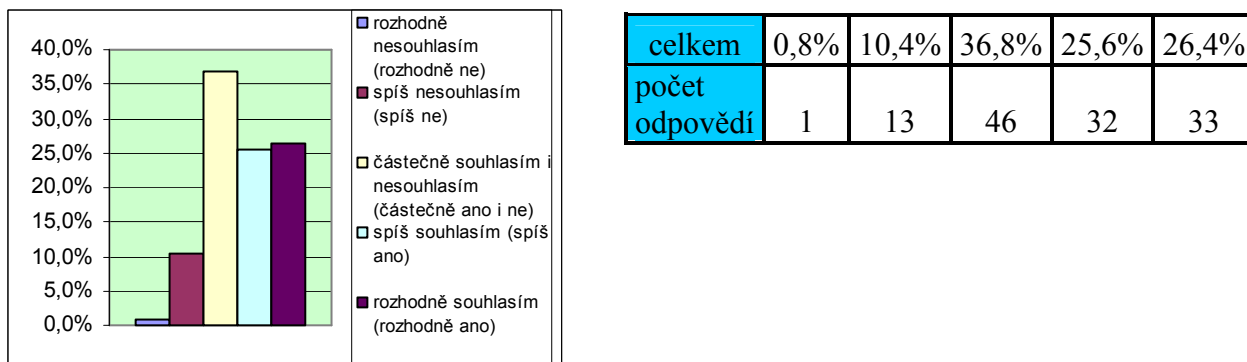 40,0%
35,0%
30,0%
25,0%
20,0%
15,0%
10,0%
5,0%
0,0%
rozhodně
nesouhlasím
(rozhodně ne)
spíš nesouhlasím
(spíš ne)
částečně souhlasím i
nesouhlasím
(částečně ano i ne)
spíš souhlasím (spíš
ano)
rozhodně souhlasím
(rozhodně ano)
celkem 0,8% 10,4% 36,8% 25,6% 26,4%
počet
odpovědí 1 13 46 32 33